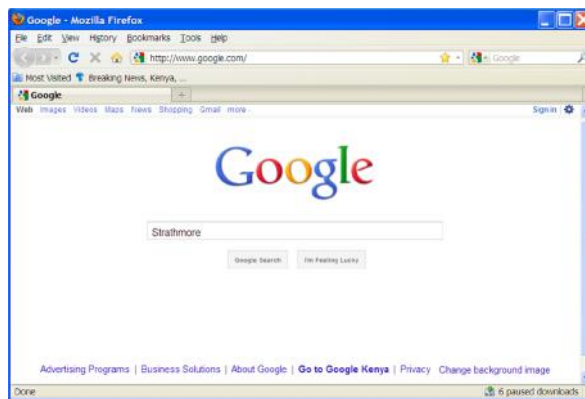 Google - Mozilla Firefox
File Edit View History Bookmarks Tools Help
http://www.google.com/ Google
Most Visited Breaking News, Kenya, ...
Google
Web Images Videos Maps News Shopping Gmail more Sign in
Google
Strathmore
Google Search I'm Feeling Lucky
Advertising Programs | Business Solutions | About Google | Go to Google Kenya | Privacy Change background image
Done 6 paused downloads